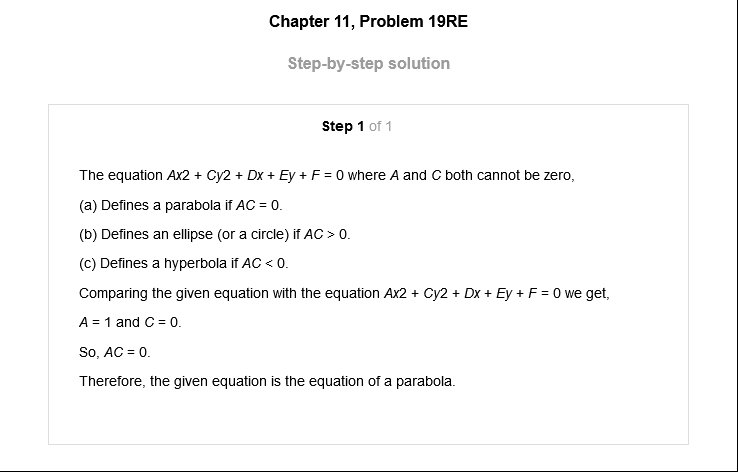 Chapter 11, Problem 19RE
Step-by-step solution
Step 1 of 1
The equation Ax2 + Cy2 + Dx + Ey + F = 0 where A and C both cannot be zero,
(a) Defines a parabola if AC = 0.
(b) Defines an ellipse (or a circle) if AC > 0.
(c) Defines a hyperbola if AC < 0.
Comparing the given equation with the equation Ax2 + Cy2 + Dx + Ey + F = 0 we get,
A = 1 and C = 0.
So, AC = 0.
Therefore, the given equation is the equation of a parabola.